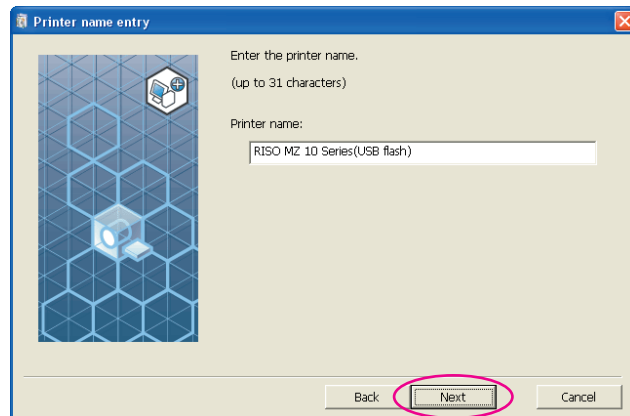 Printer name entry
Enter the printer name.
(up to 31 characters)
Printer name:
RISO MZ 10 Series(USB flash)
Back
Next
Cancel